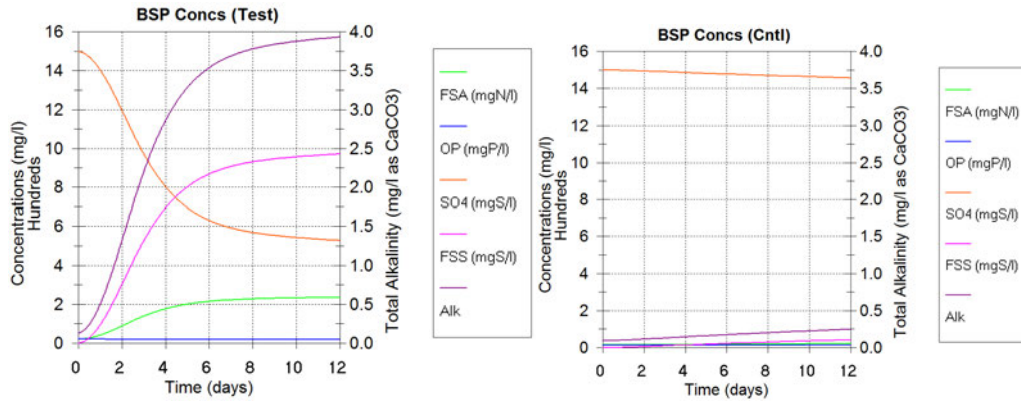 BSP Concs (Test)
16
14
12
10
8
6
4
2
0
4.0
3.5
3.0
2.5
2.0
1.5
1.0
0.5
0.0
0 2 4 6 8 10 12
Time (days)
Concentrations (mg/l)
Hundreds
Total Alkalinity (mg/l as CaCO3)
FSA (mgN/l)
OP (mgP/l)
SO4 (mgS/l)
FSS (mgS/l)
Alk
BSP Concs (Cntl)
16
14
12
10
8
6
4
2
0
4.0
3.5
3.0
2.5
2.0
1.5
1.0
0.5
0.0
0 2 4 6 8 10 12
Time (days)
Concentrations (mg/l)
Hundreds
Total Alkalinity (mg/l as CaCO3)
FSA (mgN/l)
OP (mgP/l)
SO4 (mgS/l)
FSS (mgS/l)
Alk